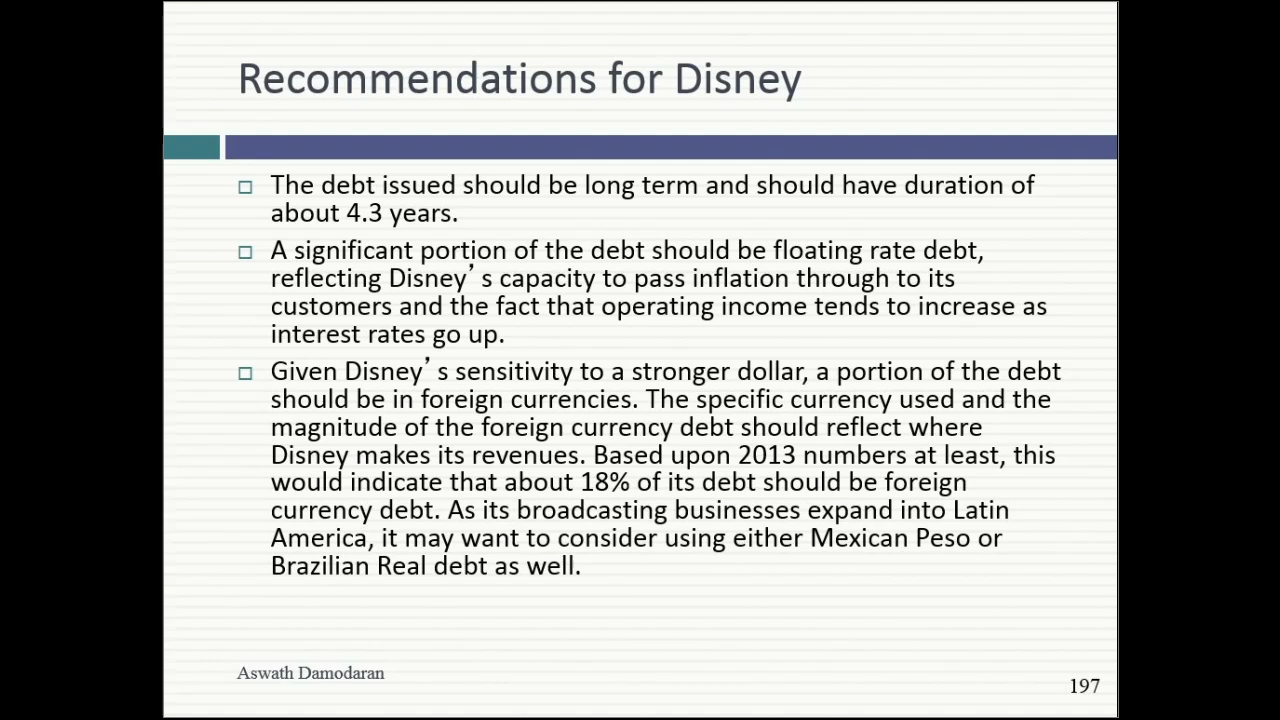 Recommendations for Disney
The debt issued should be long term and should have duration of
about 4.3 years.
A significant portion of the debt should be floating rate debt,
reflecting Disney’s capacity to pass inflation through to its
customers and the fact that operating income tends to increase as
interest rates go up.
Given Disney’s sensitivity to a stronger dollar, a portion of the debt
should be in foreign currencies. The specific currency used and the
magnitude of the foreign currency debt should reflect where
Disney makes its revenues. Based upon 2013 numbers at least, this
would indicate that about 18% of its debt should be foreign
currency debt. As its broadcasting businesses expand into Latin
America, it may want to consider using either Mexican Peso or
Brazilian Real debt as well.
Aswath Damodaran
197